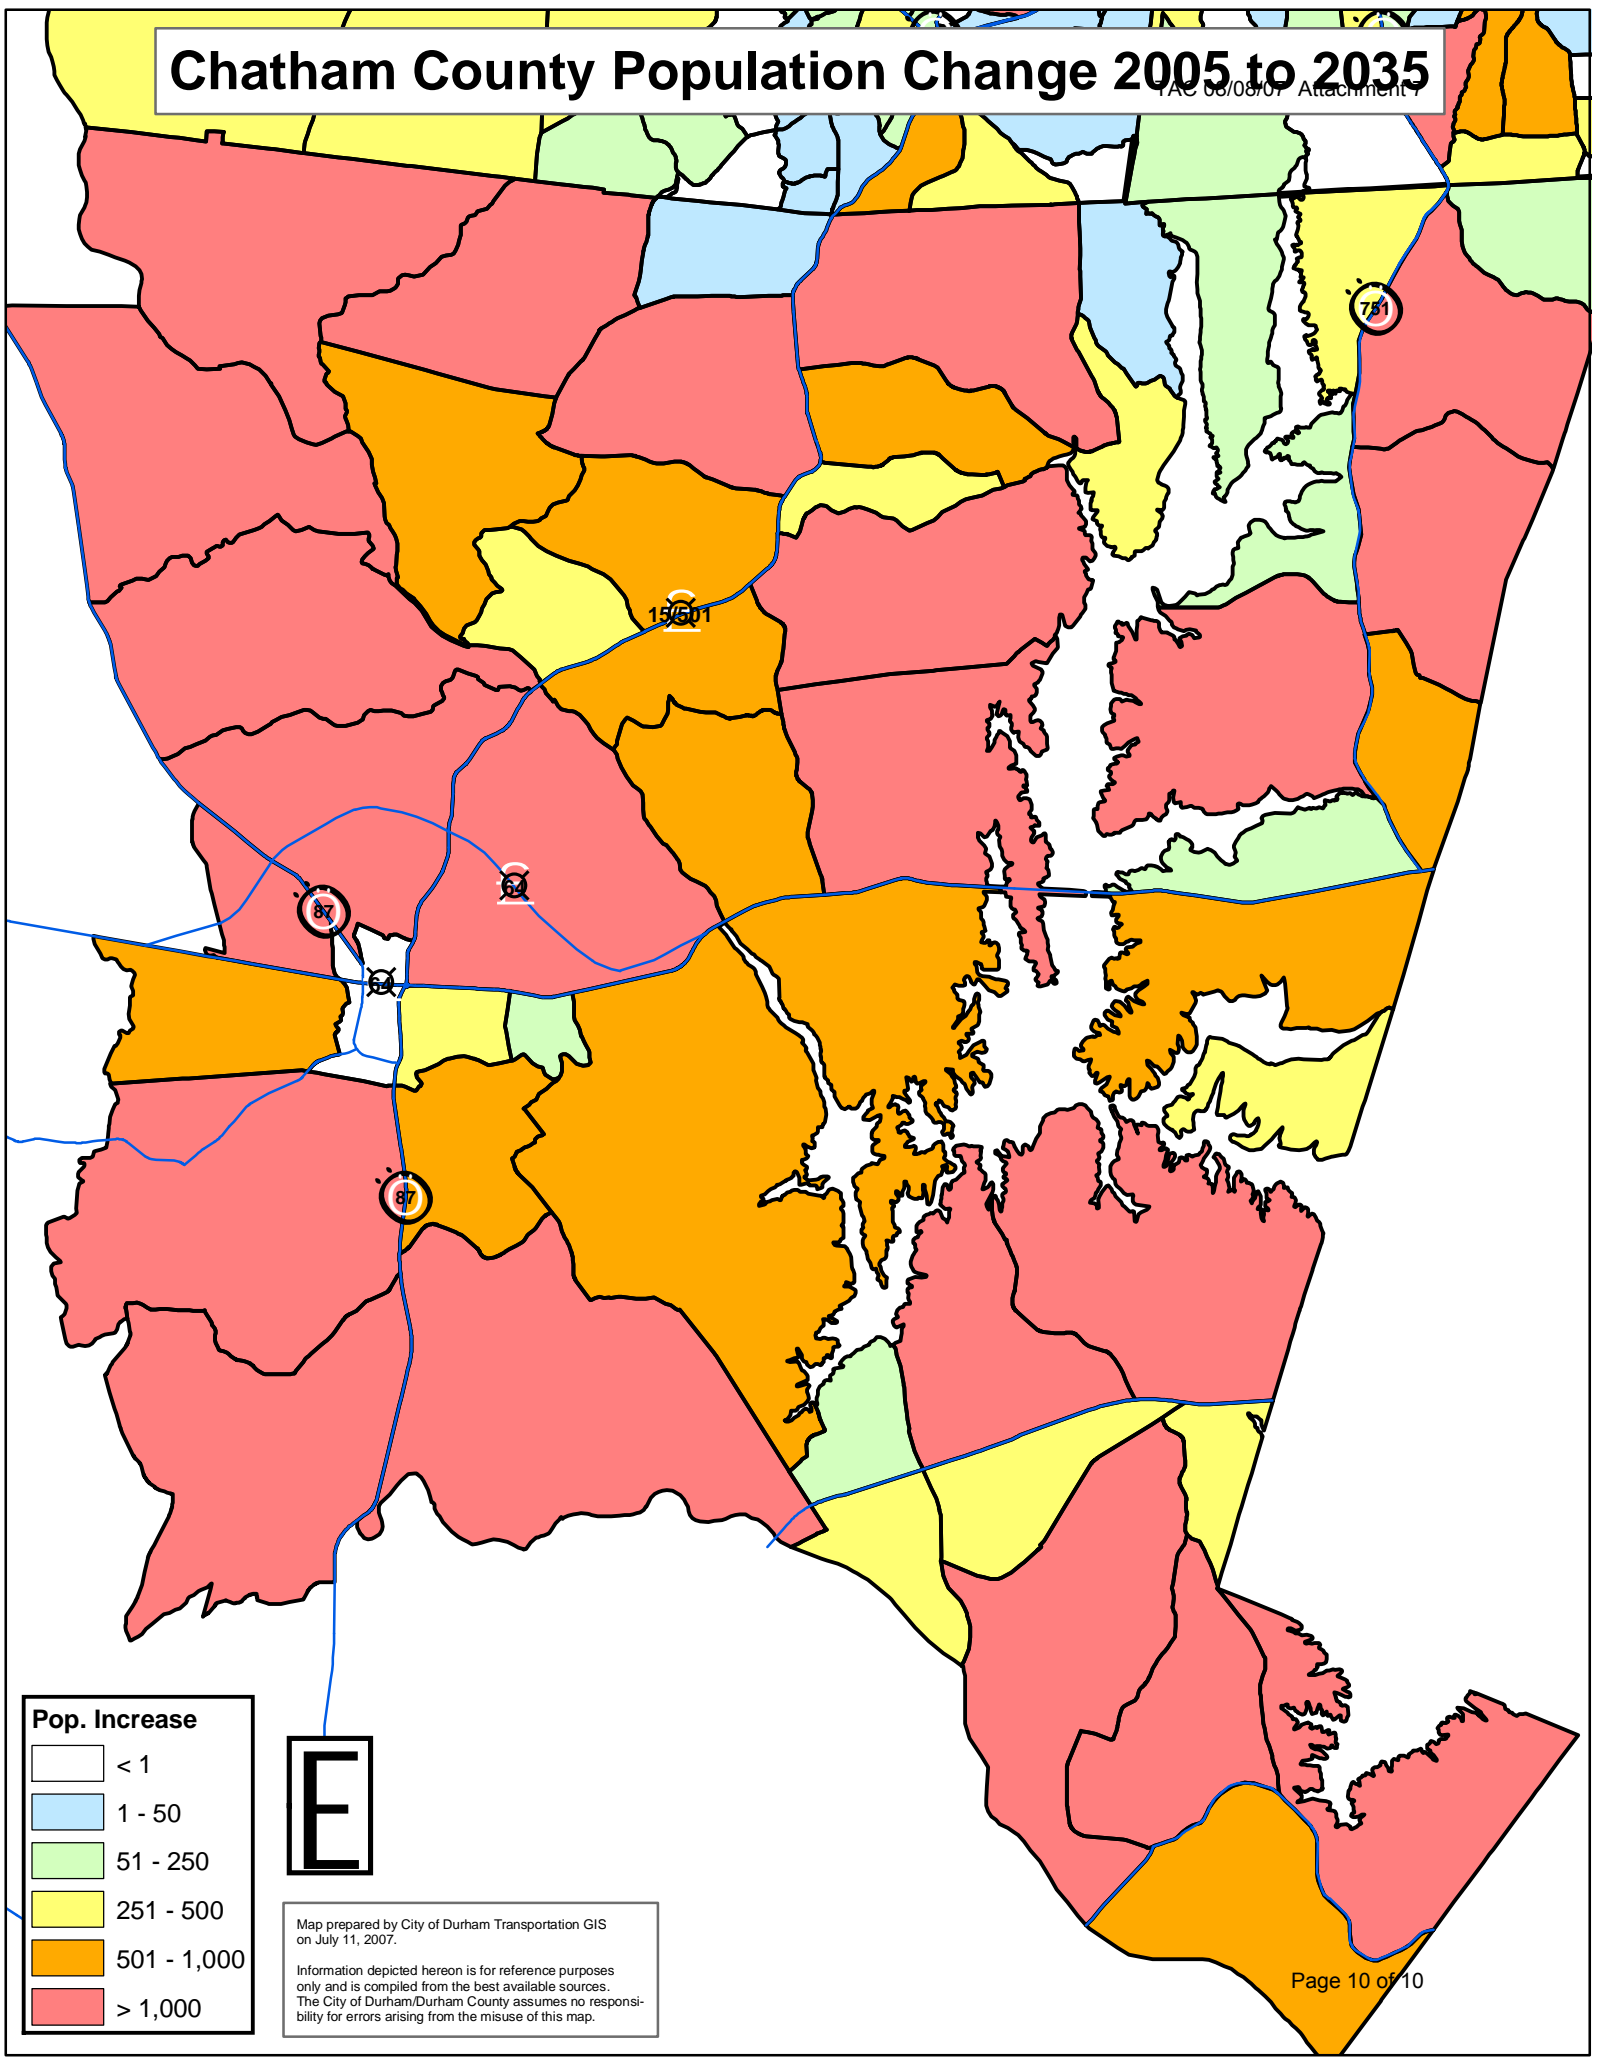 Chatham County Population Change 2005 to 2035
TAC 08/08/07 Attachment 7
751
15/501
64
87
64
87
Pop. Increase
< 1
1 - 50
51 - 250
251 - 500
501 - 1,000
> 1,000
E
Map prepared by City of Durham Transportation GIS
on July 11, 2007.
Information depicted hereon is for reference purposes
only and is compiled from the best available sources.
The City of Durham/Durham County assumes no responsi-
bility for errors arising from the misuse of this map.
Page 10 of 10